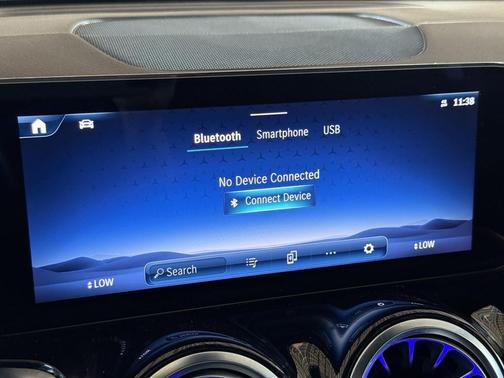 11:38
Bluetooth Smartphone USB
No Device Connected
Connect Device
LOW Search ... LOW